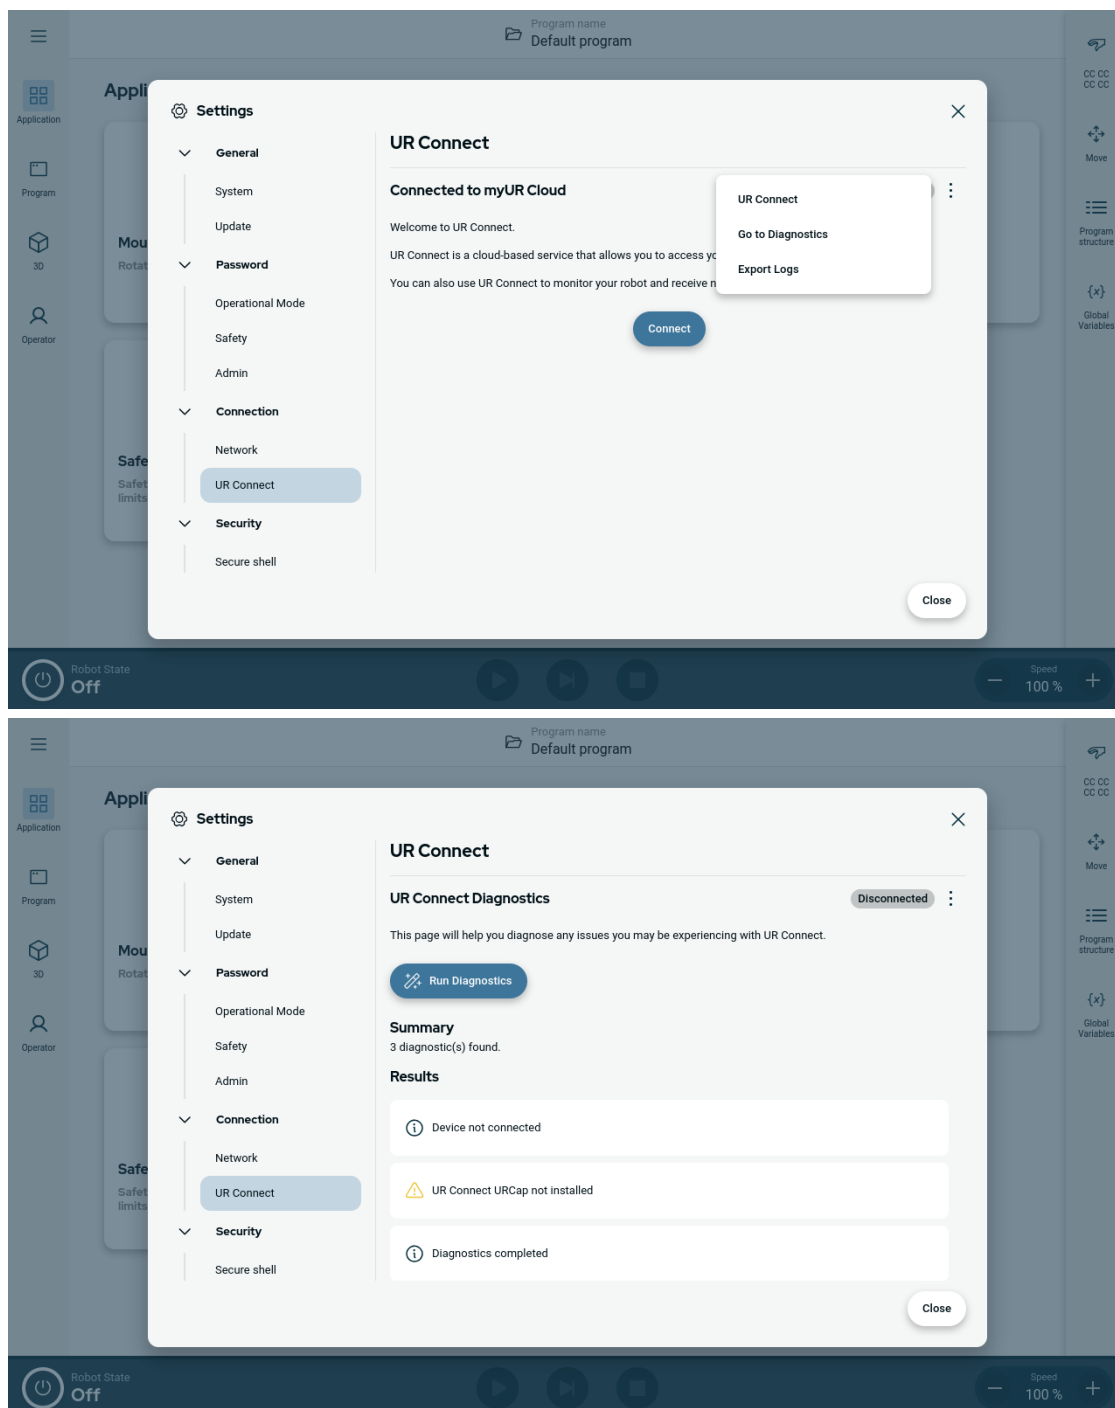 Program name
Default program
Application
Program
3D
Operator
Appli
Mou
Rotat
Safe
Safet
limits
Settings
General
System
Update
Password
Operational Mode
Safety
Admin
Connection
Network
UR Connect
Security
Secure shell
UR Connect
Connected to myUR Cloud
Welcome to UR Connect.
UR Connect is a cloud-based service that allows you to access yo
You can also use UR Connect to monitor your robot and receive n
UR Connect
Go to Diagnostics
Export Logs
Connect
Close
CC CC
CC CC
Move
Program
structure
{x}
Global
Variables
Robot State
Off
Speed
100 %
Program name
Default program
Application
Program
3D
Operator
Appli
Mou
Rotat
Safe
Safet
limits
Settings
General
System
Update
Password
Operational Mode
Safety
Admin
Connection
Network
UR Connect
Security
Secure shell
UR Connect
UR Connect Diagnostics
Disconnected
This page will help you diagnose any issues you may be experiencing with UR Connect.
Run Diagnostics
Summary
3 diagnostic(s) found.
Results
Device not connected
UR Connect URCap not installed
Diagnostics completed
Close
CC CC
CC CC
Move
Program
structure
{x}
Global
Variables
Robot State
Off
Speed
100 %